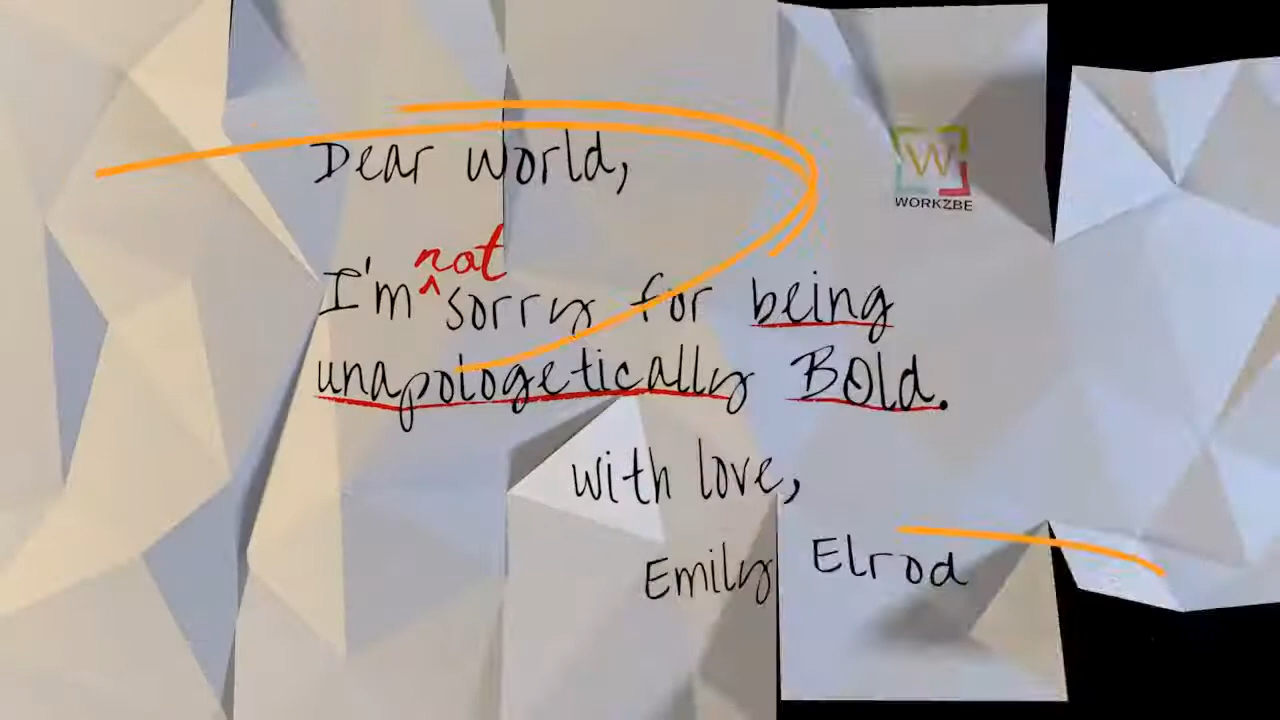 Dear World,
WORKZBE
I'm not sorry for being
unapologetically BOld.
with love,
Emily Elrod